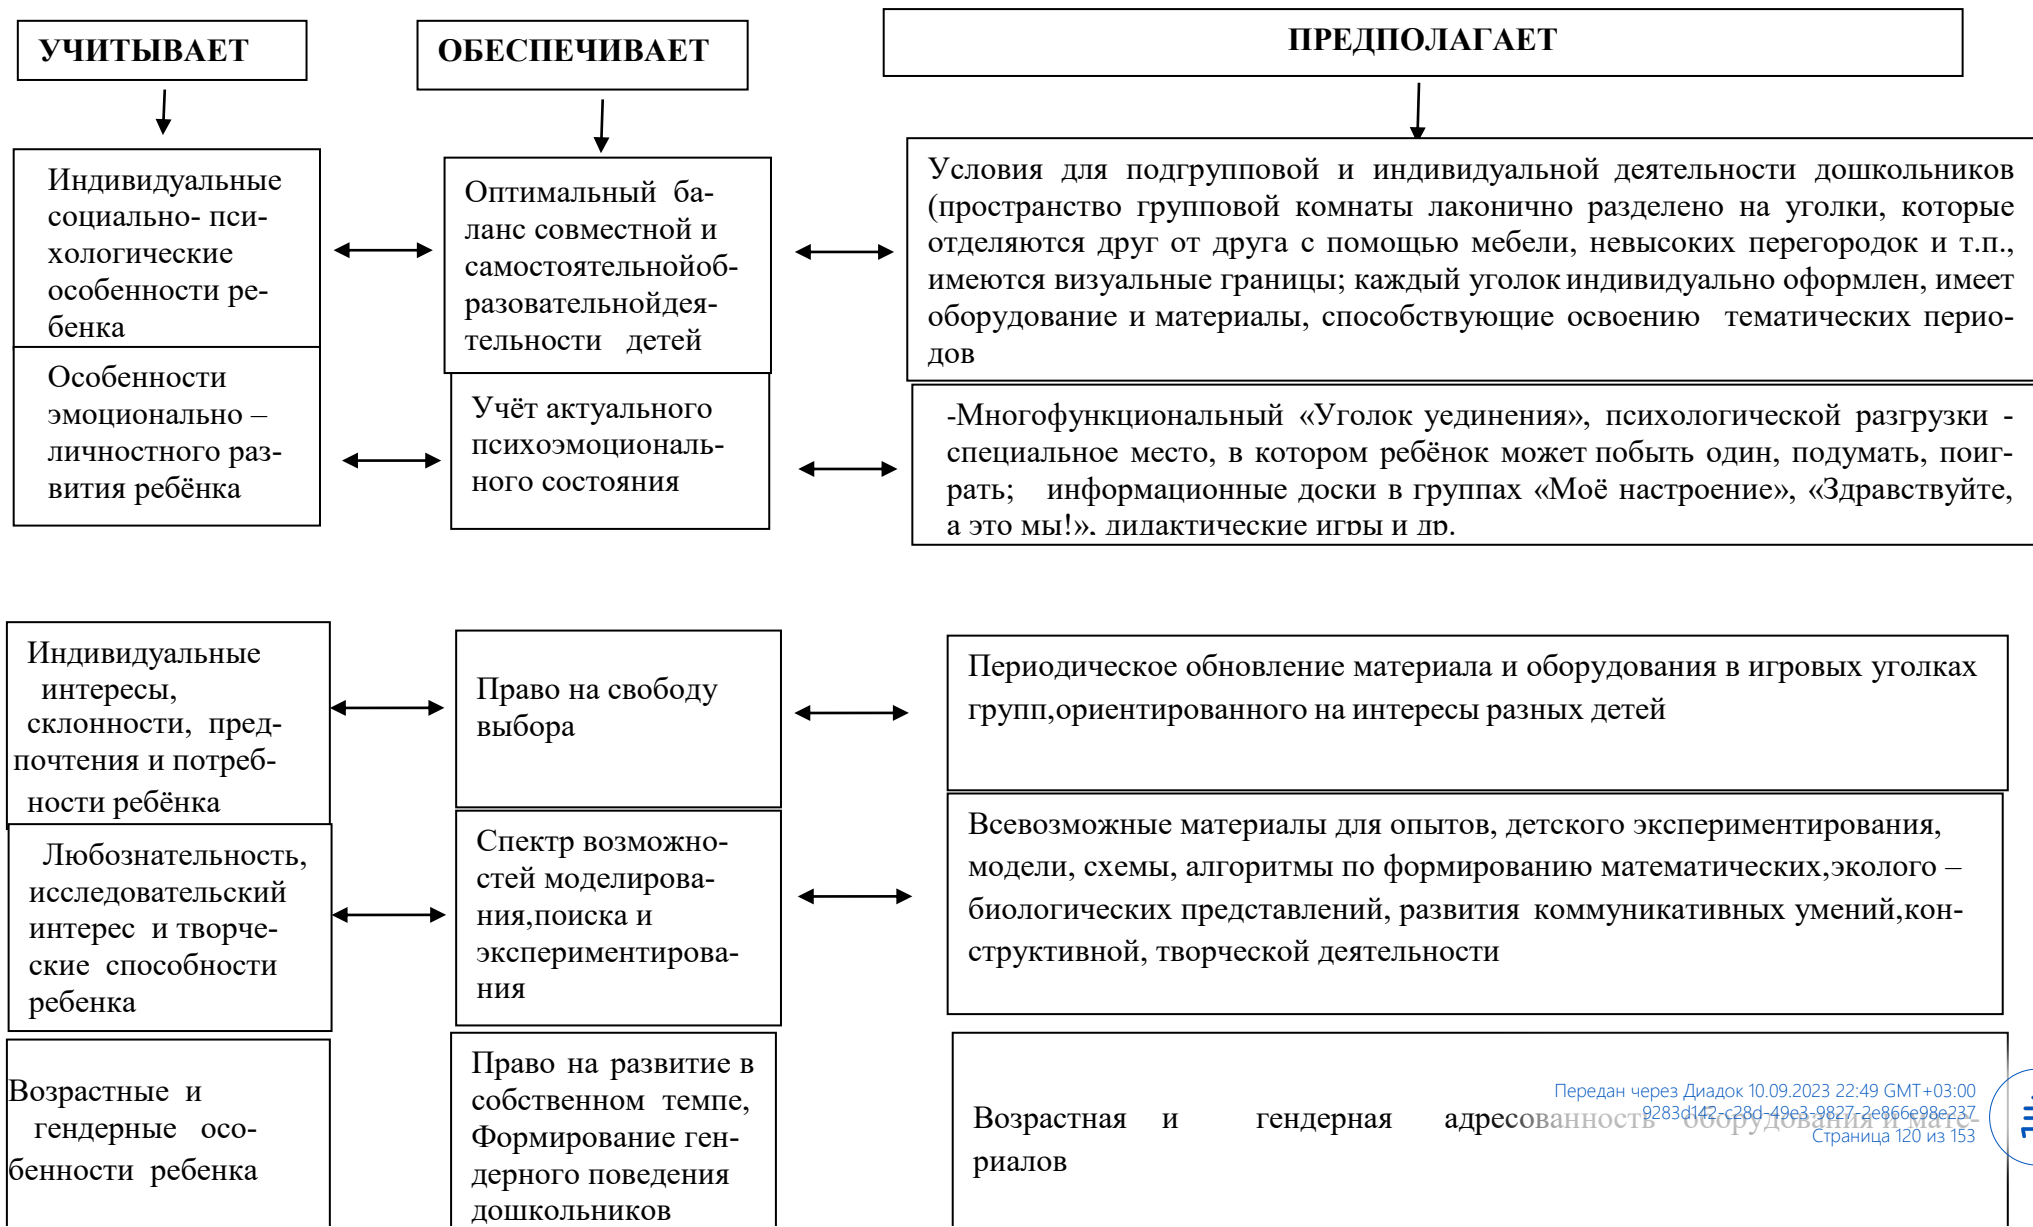 УЧИТЫВАЕТ
ОБЕСПЕЧИВАЕТ
ПРЕДПОЛАГАЕТ
Индивидуальные
социально- пси-
хологические
особенности ре-
бенка
Оптимальный ба-
ланс совместной и
самостоятельнойоб-
разовательнойдея-
тельности детей
Условия для подгрупповой и индивидуальной деятельности дошкольников
(пространство групповой комнаты лаконично разделено на уголки, которые
отделяются друг от друга с помощью мебели, невысоких перегородок и т.п.,
имеются визуальные границы; каждый уголок индивидуально оформлен, имеет
оборудование и материалы, способствующие освоению тематических перио-
дов
Особенности
эмоционально –
личностного раз-
вития ребёнка
Учёт актуального
психоэмоциональ-
ного состояния
-Многофункциональный «Уголок уединения», психологической разгрузки -
специальное место, в котором ребёнок может побыть один, подумать, поиг-
рать; информационные доски в группах «Моё настроение», «Здравствуйте,
а это мы!», дидактические игры и др.
Индивидуальные
интересы,
склонности, пред-
почтения и потреб-
ности ребёнка
Право на свободу
выбора
Периодическое обновление материала и оборудования в игровых уголках
групп,ориентированного на интересы разных детей
Любознательность,
исследовательский
интерес и творче-
ские способности
ребенка
Спектр возможно-
стей моделирова-
ния,поиска и
экспериментирова-
ния
Всевозможные материалы для опытов, детского экспериментирования,
модели, схемы, алгоритмы по формированию математических,эколого –
биологических представлений, развития коммуникативных умений,кон-
структивной, творческой деятельности
Возрастные и
гендерные осо-
бенности ребенка
Право на развитие в
собственном темпе,
Формирование ген-
дерного поведения
дошкольников
Возрастная и гендерная адресованность оборудования и мате-
риалов
Передан через Диадок 10.09.2023 22:49 GMT+03:00
9283d142-c28d-49e3-9827-2e866e98e237
Страница 120 из 153